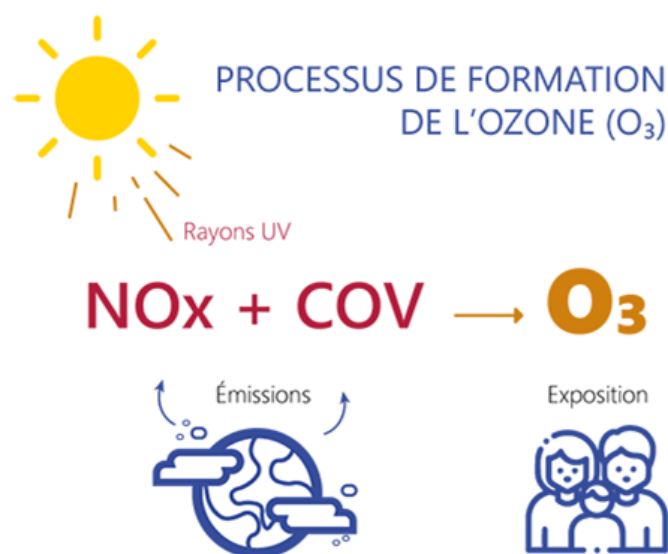 PROCESSUS DE FORMATION
DE L'OZONE (O₃)
Rayons UV
NOx + COV → O₃
Émissions
Exposition